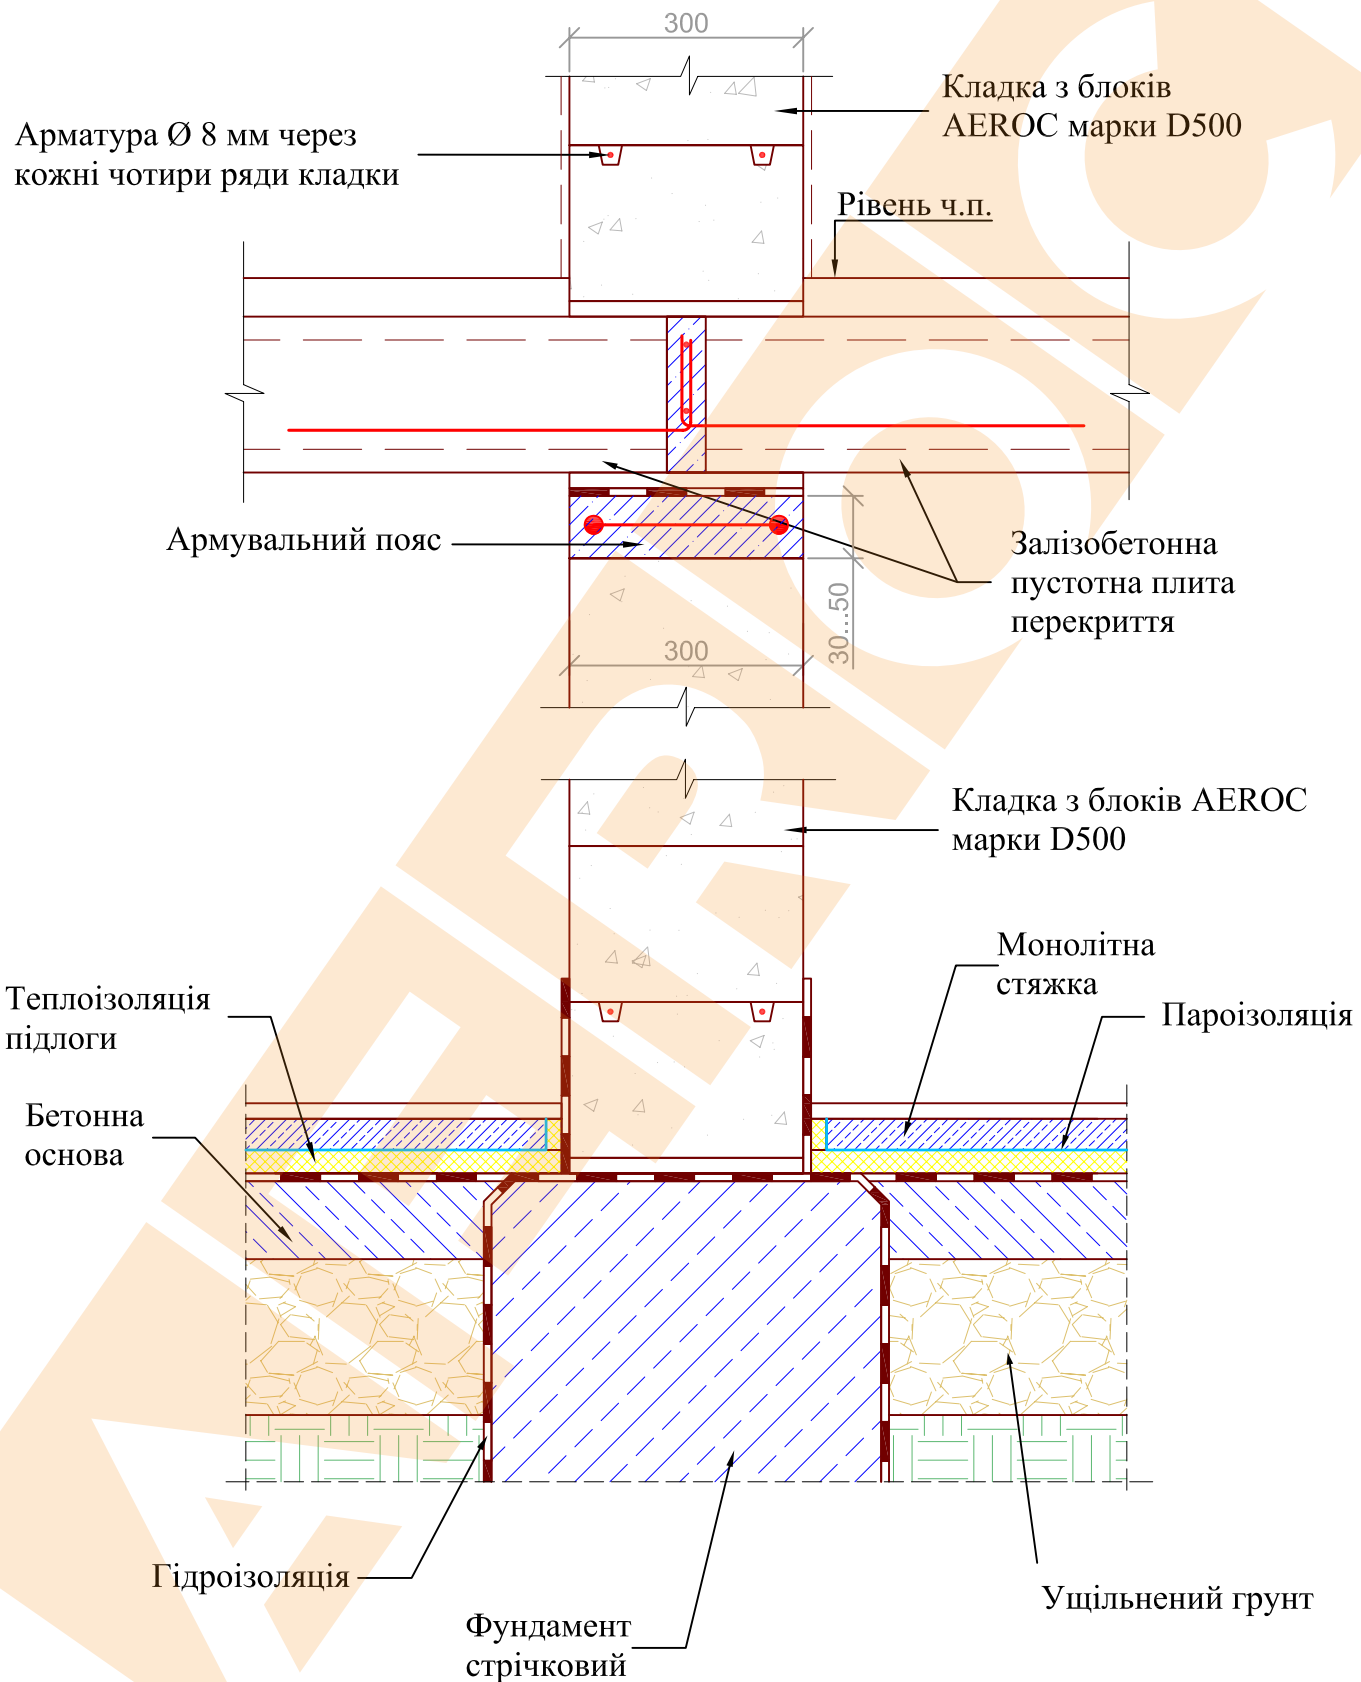 300
Кладка з блоків
AEROC марки D500
Арматура Ø 8 мм через
кожні чотири ряди кладки
Рівень ч.п.
Армувальний пояс
Залізобетонна
пустотна плита
перекриття
30...50
300
Кладка з блоків AEROC
марки D500
Монолітна
стяжка
Теплоізоляція
підлоги
Пароізоляція
Бетонна
основа
Гідроізоляція
Ущільнений грунт
Фундамент
стрічковий
AEROC